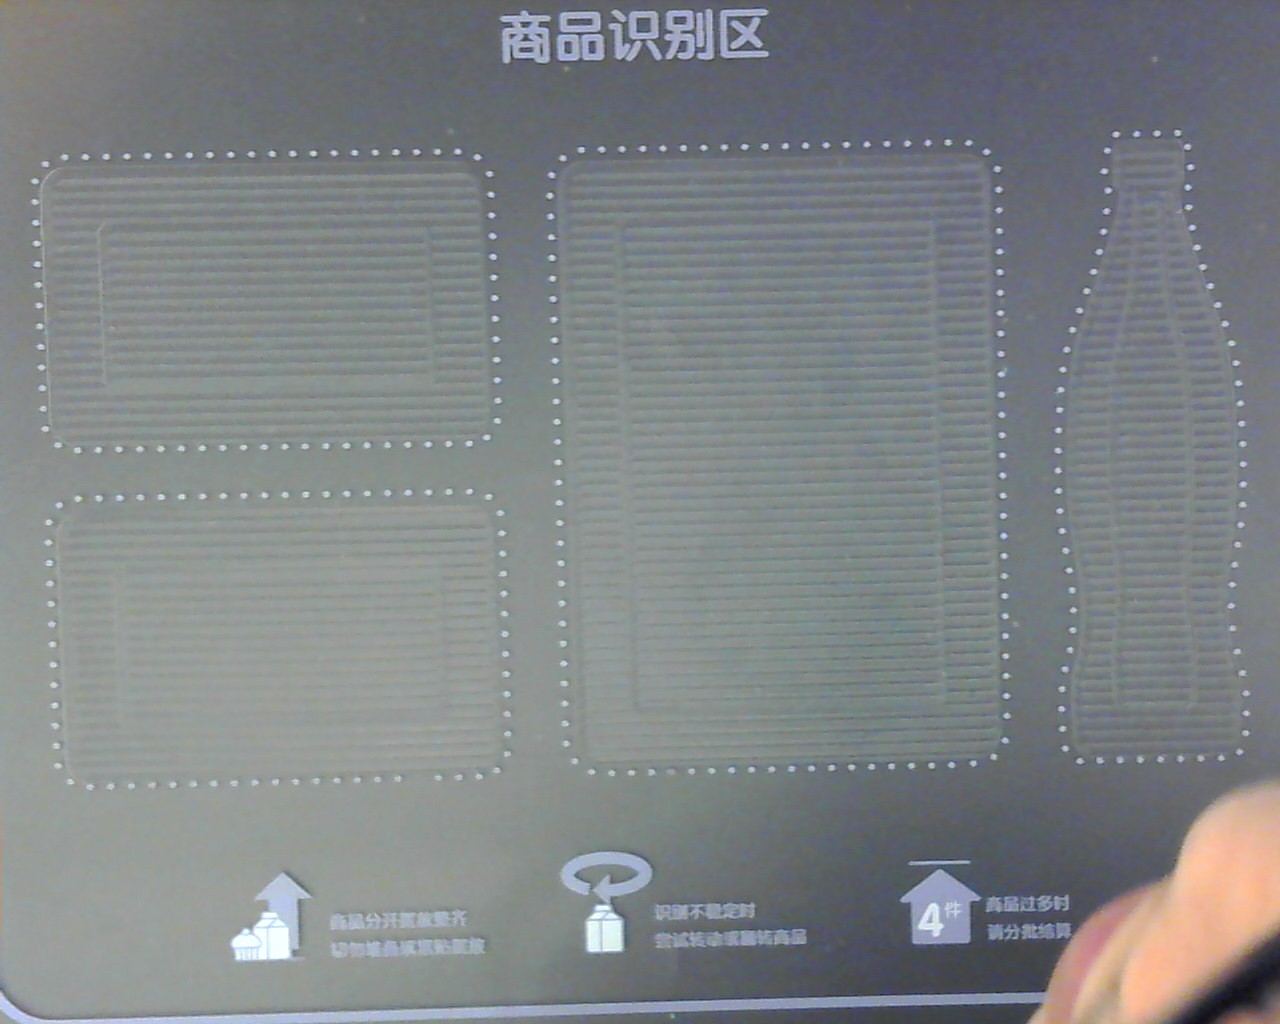 商品识别区
商品分开摆放整齐
切勿堆叠或紧贴摆放
识别不稳定时
尝试转动或翻转商品
4件
商品过多时
请分批结算